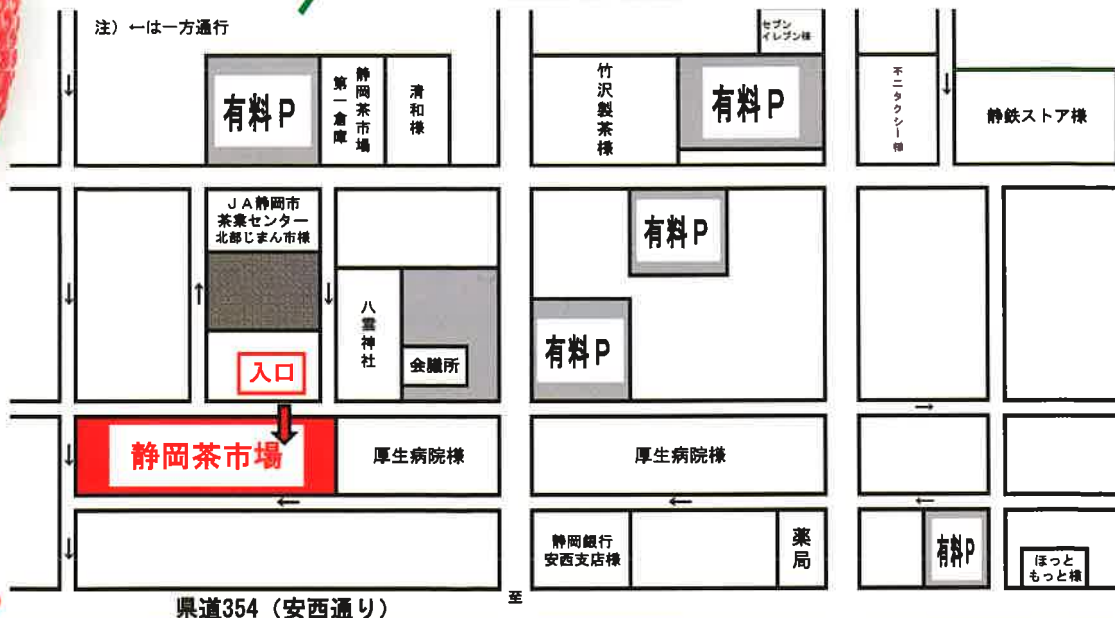 注）←は一方通行
有料P
静岡茶市場
第一倉庫
清和様
竹沢製茶様
セブン
イレブン様
有料P
不二タクシー様
静鉄ストア様
JA静岡市
茶業センター
北部じまん市様
八雲神社
会議所
有料P
有料P
入口
静岡茶市場
厚生病院様
厚生病院様
静岡銀行
安西支店様
薬局
有料P
ほっと
もっと様
県道354（安西通り）
至